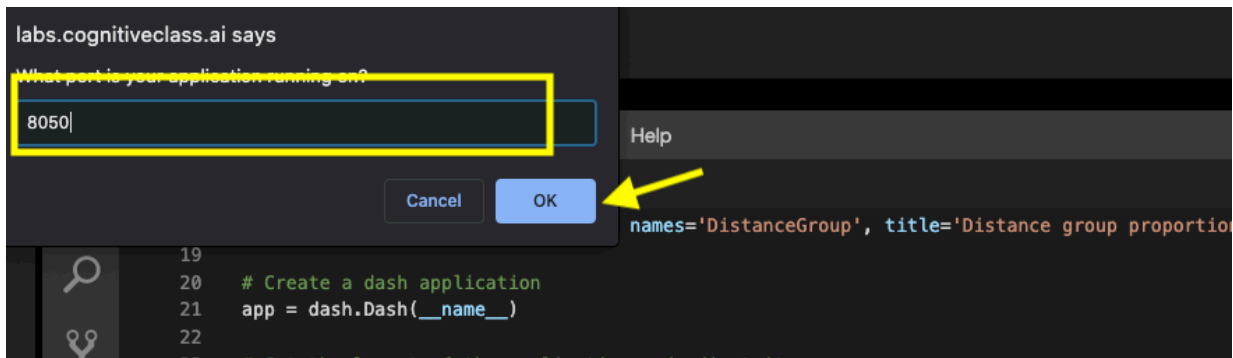 labs.cognitiveclass.ai says
What port is your application running on?
8050
Help
Cancel
OK
names='DistanceGroup', title='Distance group proportion
19
20 # Create a dash application
21 app = dash.Dash(__name__)
22